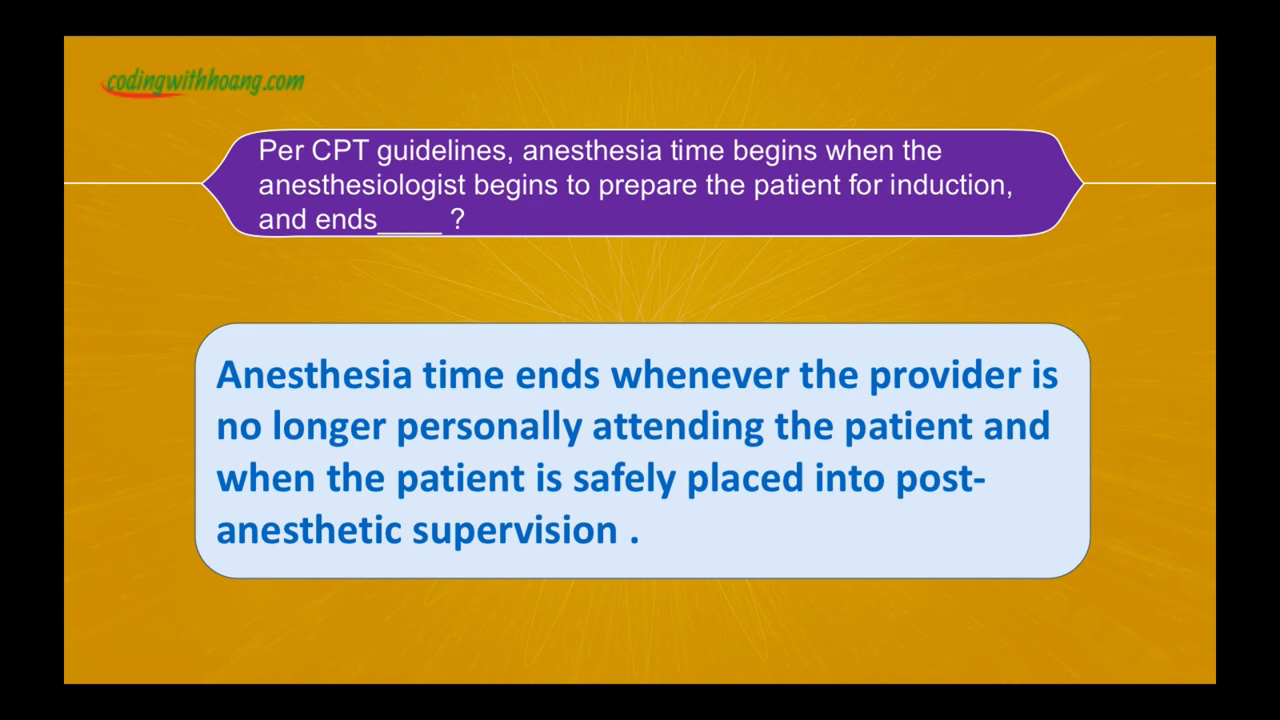 codingwithhoang.com
Per CPT guidelines, anesthesia time begins when the
anesthesiologist begins to prepare the patient for induction,
and ends____ ?
Anesthesia time ends whenever the provider is
no longer personally attending the patient and
when the patient is safely placed into post-
anesthetic supervision .